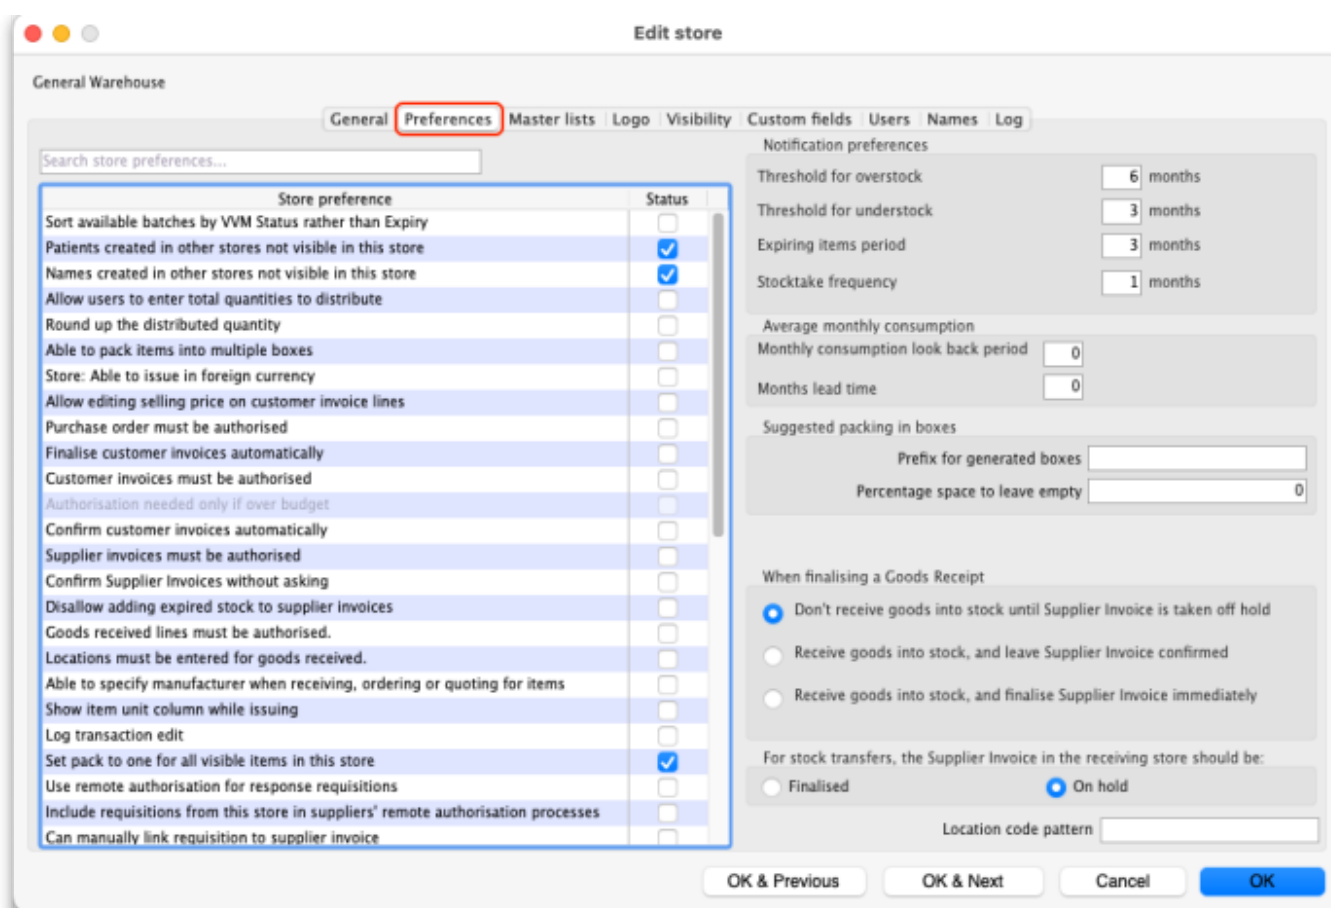 Edit store
General Warehouse
General Preferences Master lists Logo Visibility Custom fields Users Names Log
Search store preferences...
Store preference Status
Sort available batches by VVM Status rather than Expiry
Patients created in other stores not visible in this store
Names created in other stores not visible in this store
Allow users to enter total quantities to distribute
Round up the distributed quantity
Able to pack items into multiple boxes
Store: Able to issue in foreign currency
Allow editing selling price on customer invoice lines
Purchase order must be authorised
Finalise customer invoices automatically
Customer invoices must be authorised
Authorisation needed only if over budget
Confirm customer invoices automatically
Supplier invoices must be authorised
Confirm Supplier Invoices without asking
Disallow adding expired stock to supplier invoices
Goods received lines must be authorised.
Locations must be entered for goods received.
Able to specify manufacturer when receiving, ordering or quoting for items
Show item unit column while issuing
Log transaction edit
Set pack to one for all visible items in this store
Use remote authorisation for response requisitions
Include requisitions from this store in suppliers' remote authorisation processes
Can manually link requisition to supplier invoice
Notification preferences
Threshold for overstock 6 months
Threshold for understock 3 months
Expiring items period 3 months
Stocktake frequency 1 months
Average monthly consumption
Monthly consumption look back period 0
Months lead time 0
Suggested packing in boxes
Prefix for generated boxes
Percentage space to leave empty 0
When finalising a Goods Receipt
Don't receive goods into stock until Supplier Invoice is taken off hold
Receive goods into stock, and leave Supplier Invoice confirmed
Receive goods into stock, and finalise Supplier Invoice immediately
For stock transfers, the Supplier Invoice in the receiving store should be:
Finalised On hold
Location code pattern
OK & Previous OK & Next Cancel OK